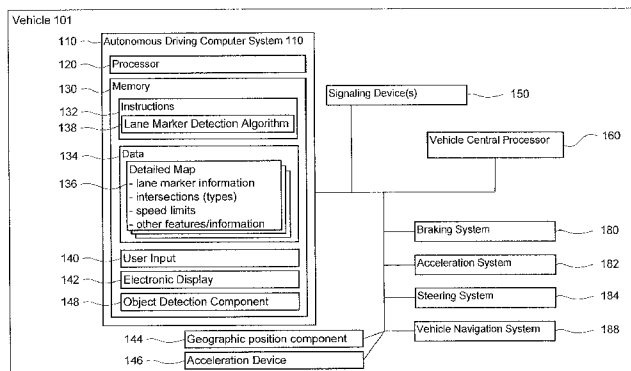 Vehicle 101
110
Autonomous Driving Computer System 110
120
Processor
130
Memory
132
Instructions
138
Lane Marker Detection Algorithm
134
Data
Detailed Map
136
- lane marker information
- intersections (types)
- speed limits
- other features/information
140
User Input
142
Electronic Display
148
Object Detection Component
144
Geographic position component
146
Acceleration Device
Signaling Device(s)
150
Vehicle Central Processor
160
Braking System
180
Acceleration System
182
Steering System
184
Vehicle Navigation System
188